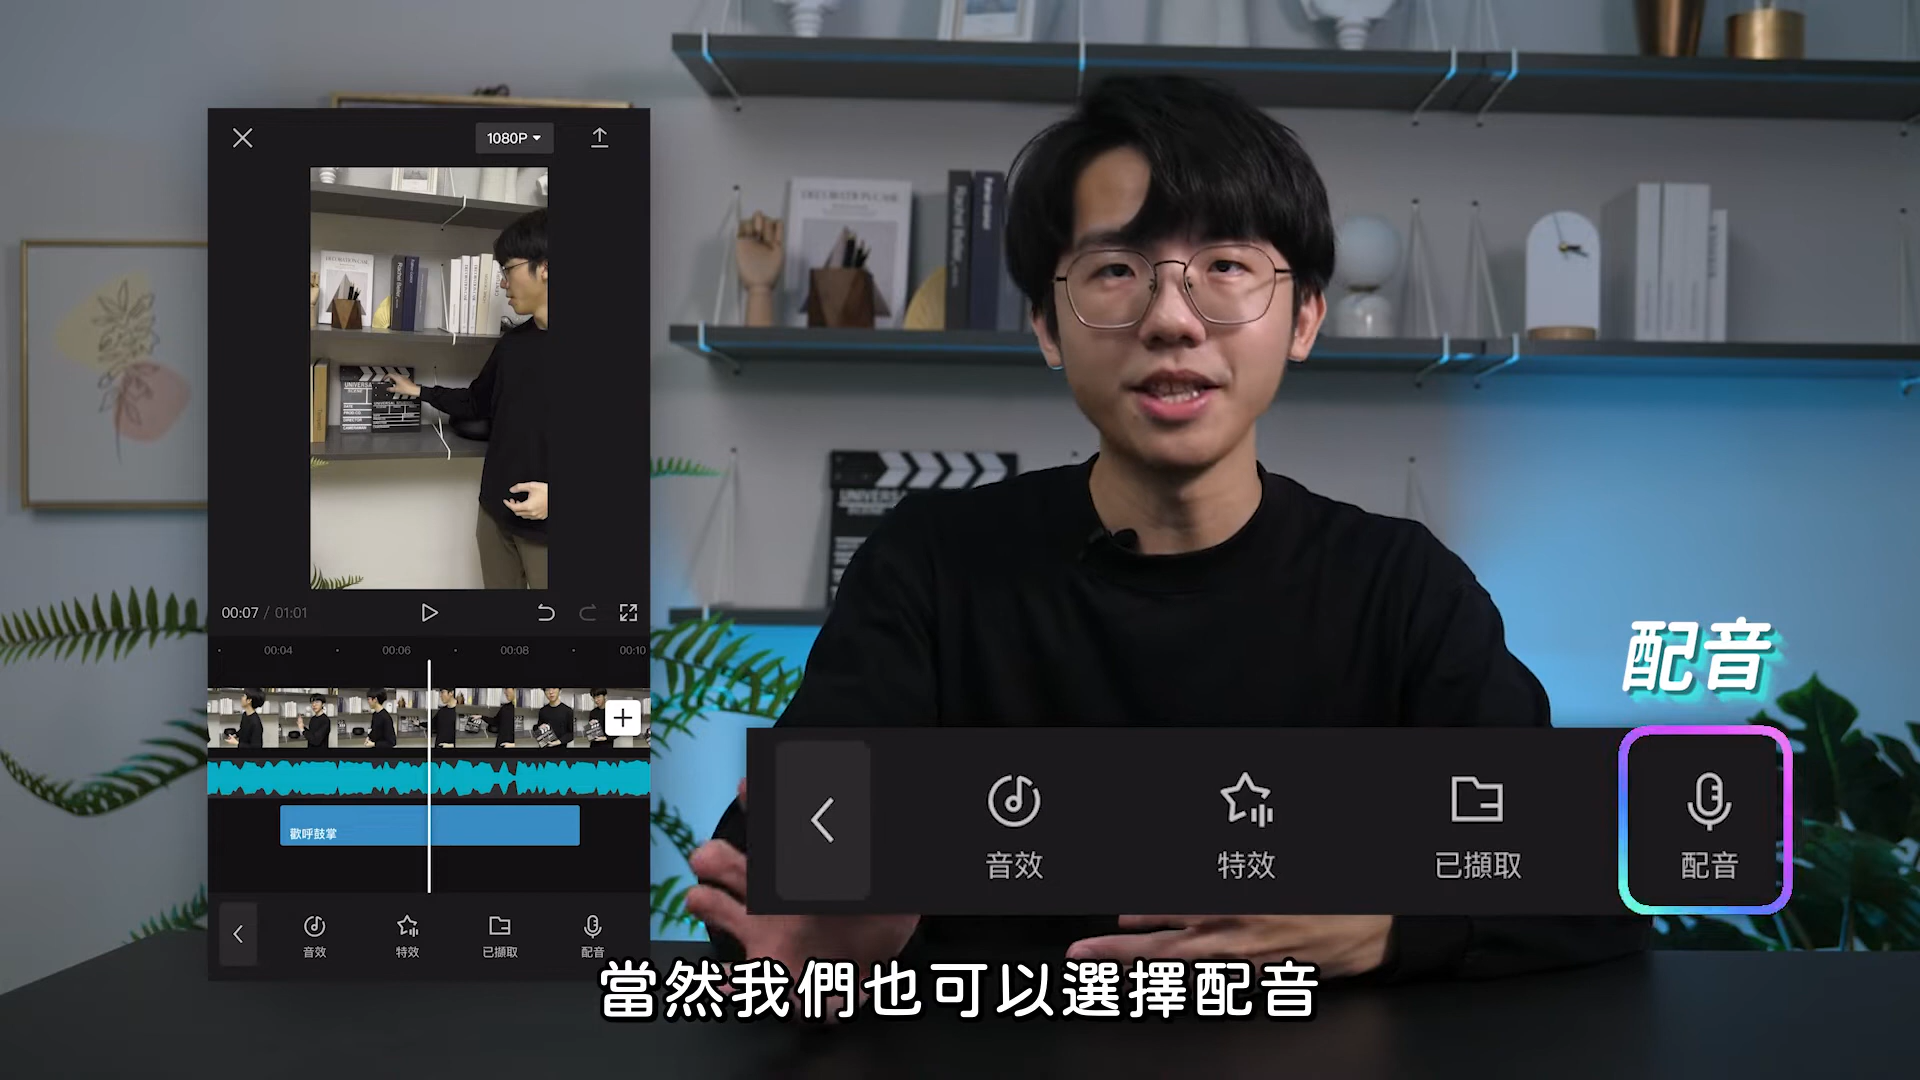 1080P
UNIVERSAL
00:07 / 01:01
00:04
00:06
00:08
00:10
歡呼鼓掌
音效
特效
已擷取
配音
配音
音效
特效
已擷取
配音
當然我們也可以選擇配音